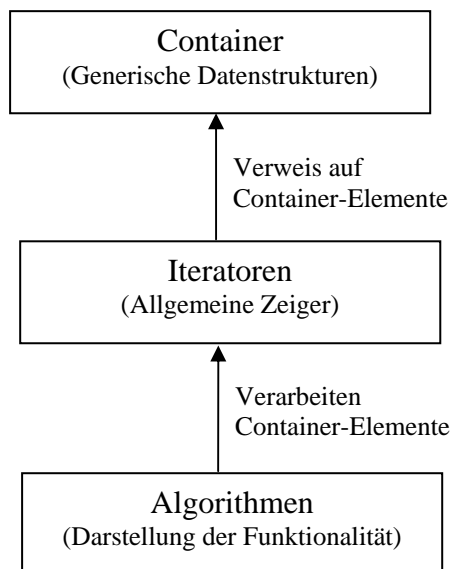 Container
(Generische Datenstrukturen)
Verweis auf
Container-Elemente
Iteratoren
(Allgemeine Zeiger)
Verarbeiten
Container-Elemente
Algorithmen
(Darstellung der Funktionalität)